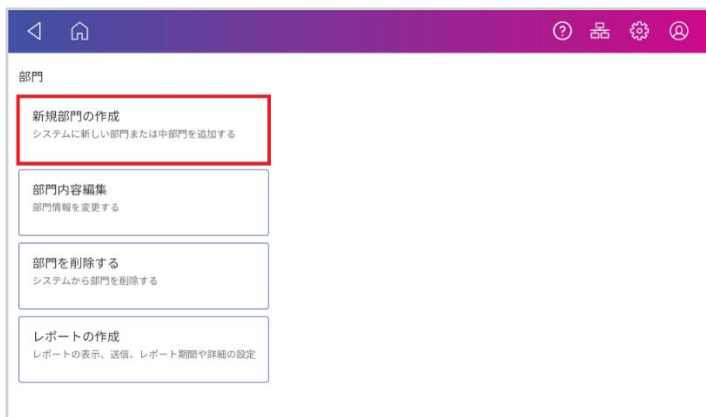 部門
新規部門の作成
システムに新しい部門または中部門を追加する
部門内容編集
部門情報を変更する
部門を削除する
システムから部門を削除する
レポートの作成
レポートの表示、送信、レポート期間や詳細の設定